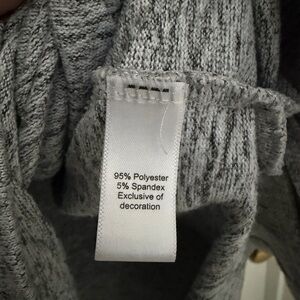 95% Polyester
5% Spandex
Exclusive of
decoration